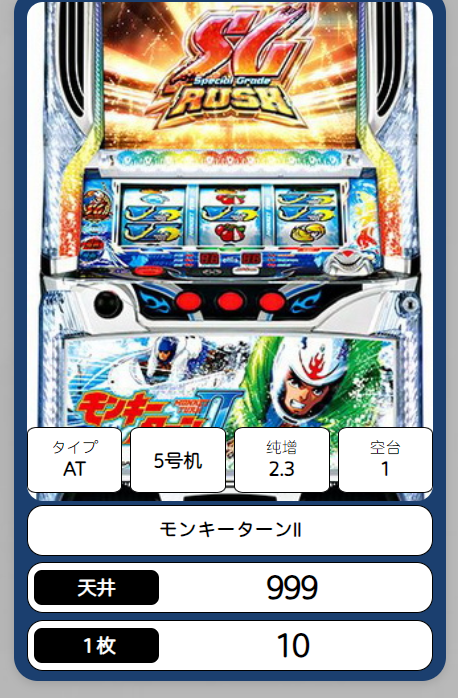 SG
Special Grade
RUSH
モンキー
ターンII
タイプ
AT
5号机
纯增
2.3
空台
1
モンキーターンII
天井
999
1枚
10